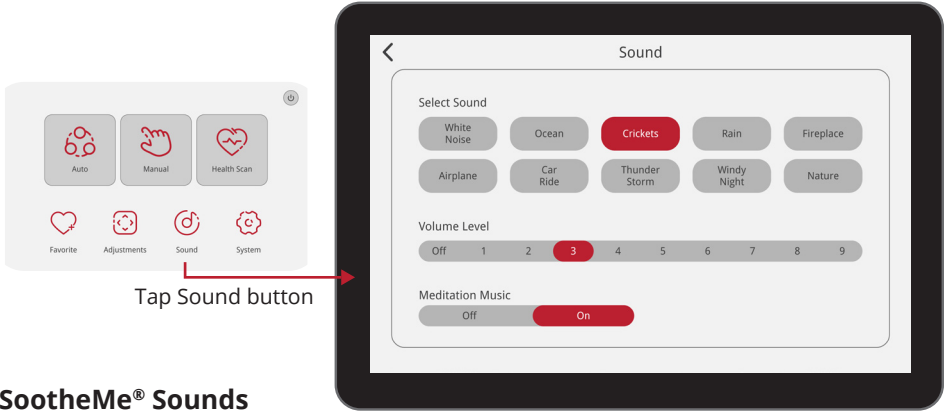 Auto Manual Health Scan
Favorite Adjustments Sound System
Tap Sound button
SootheMe® Sounds
Sound
Select Sound
White Noise Ocean Crickets Rain Fireplace
Airplane Car Ride Thunder Storm Windy Night Nature
Volume Level
Off 1 2 3 4 5 6 7 8 9
Meditation Music
Off On